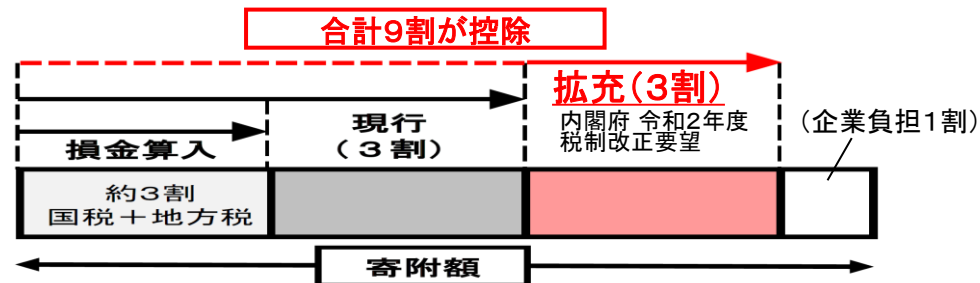 合計9割が控除
拡充(3割)
内閣府 令和2年度
税制改正要望
現行
(3割)
損金算入
(企業負担1割)
約3割
国税+地方税
寄附額